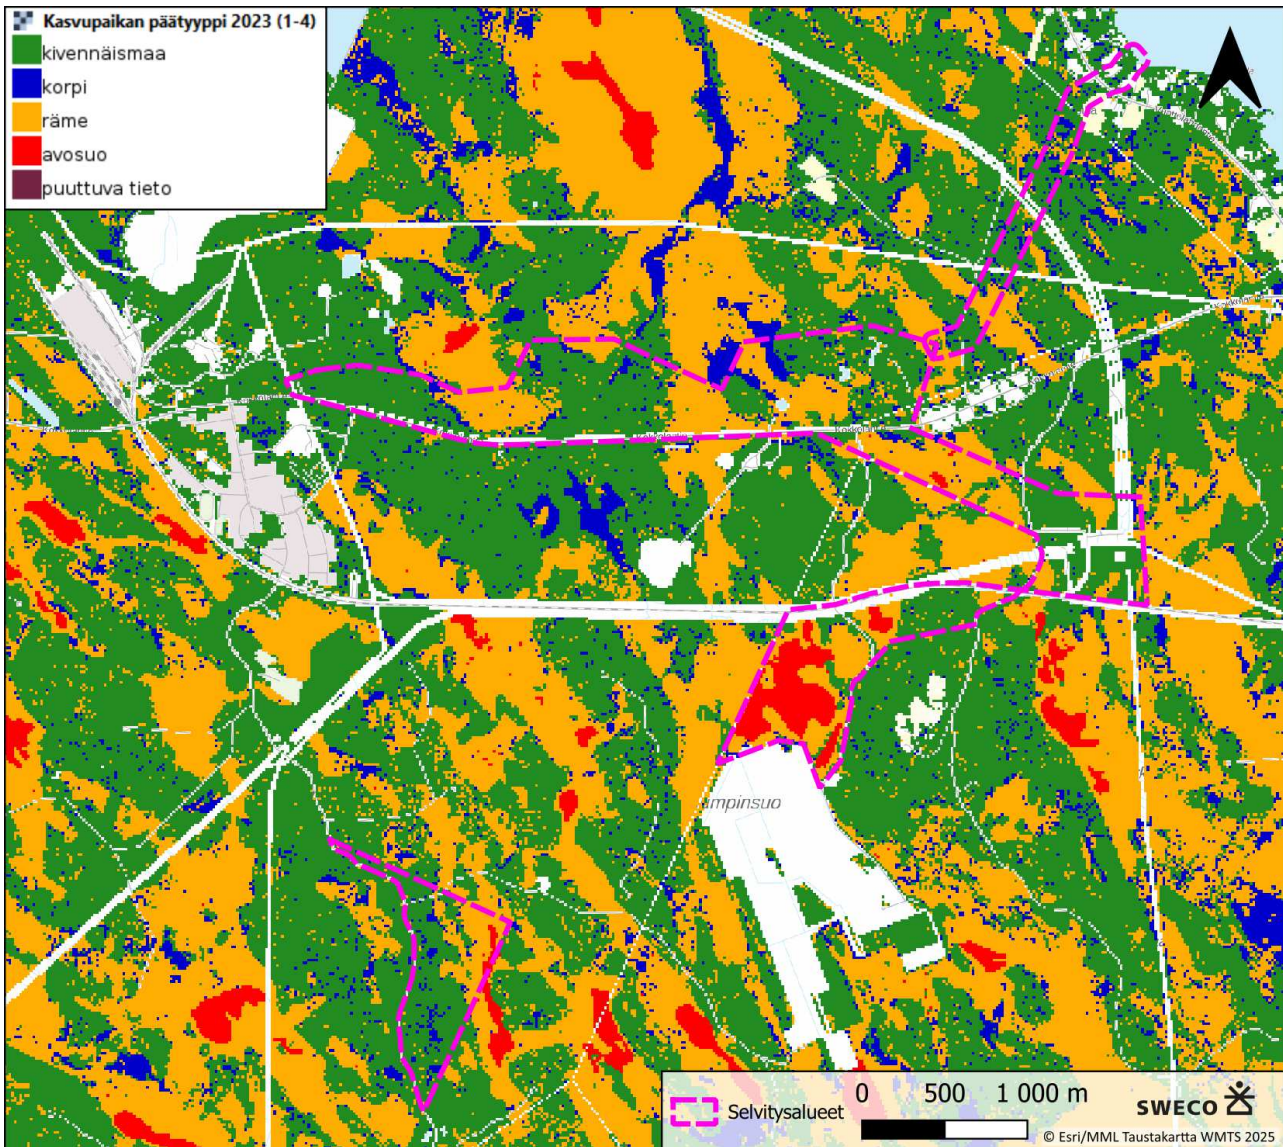 Kasvupaikan päätyyppi 2023 (1-4)
kivennäismaa
korpi
räme
avosuo
puuttuva tieto
Kokkolantie
umpinsuo
Selvitysalueet
0 500 1 000 m
SWECO
© Esri/MML Taustakartta WMTS 2025